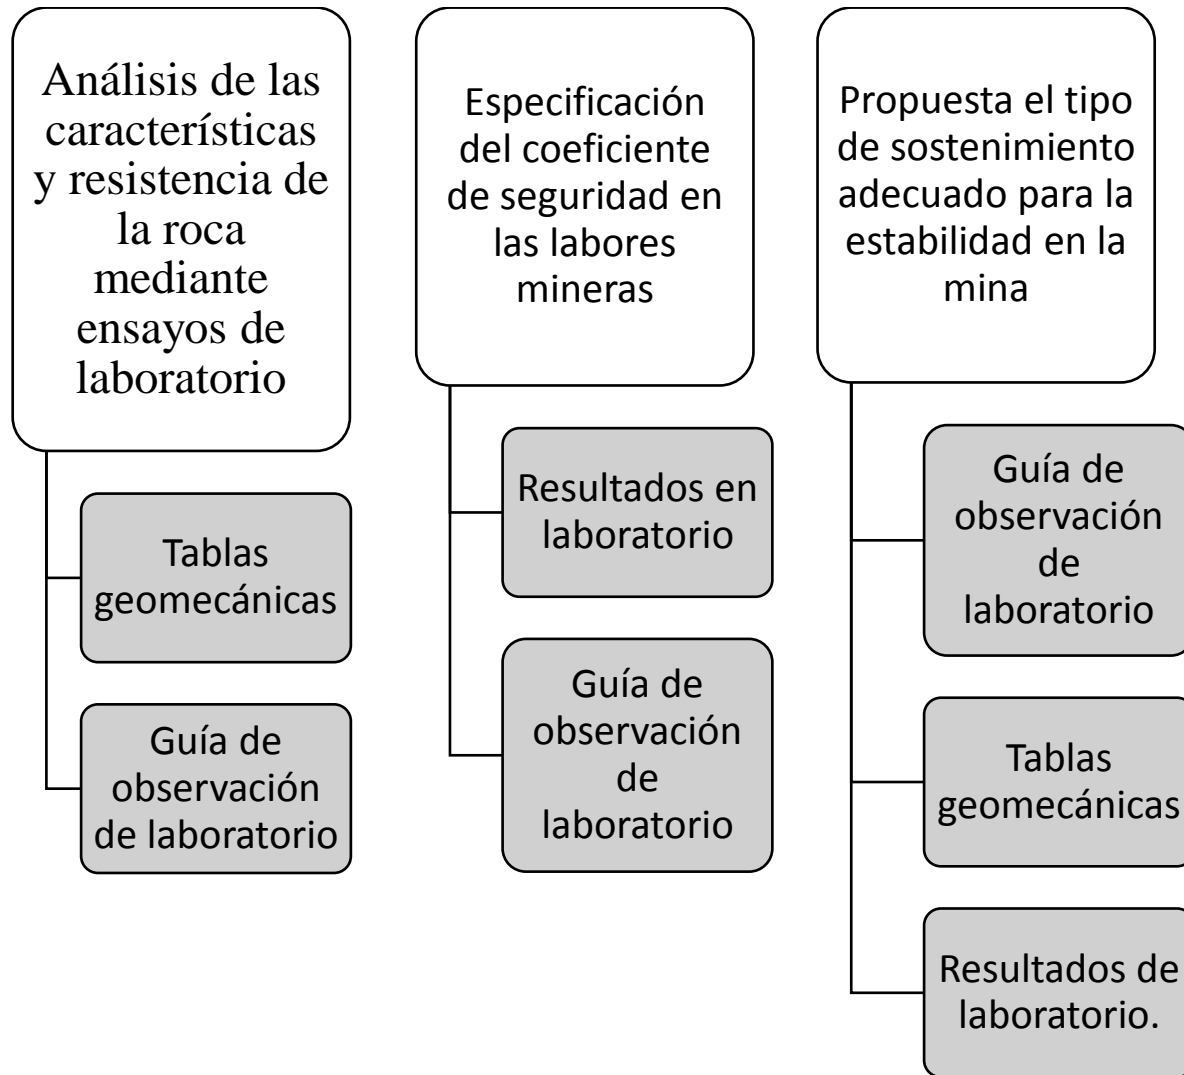 Análisis de las
características
y resistencia de
la roca
mediante
ensayos de
laboratorio
Tablas
geomecánicas
Guía de
observación
de laboratorio
Especificación
del coeficiente
de seguridad en
las labores
mineras
Resultados en
laboratorio
Guía de
observación
de
laboratorio
Propuesta el tipo
de sostenimiento
adecuado para la
estabilidad en la
mina
Guía de
observación
de
laboratorio
Tablas
geomecánicas
Resultados de
laboratorio.